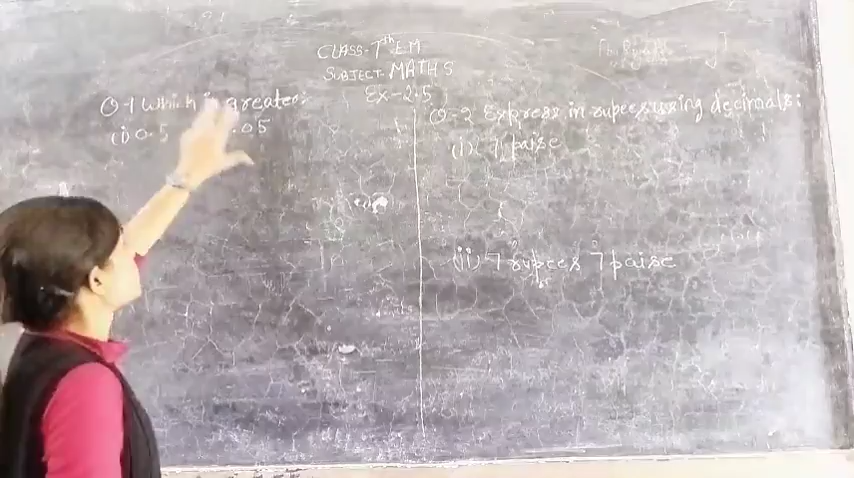 CLASS-7th EM
SUBJECT-MATHS
Ex-2.5
Q-1 Which is greater:
(i) 0.5 .05
Q-2 Express in rupees using decimals:
(i) 7 paise
(ii) 7 rupees 7 paise